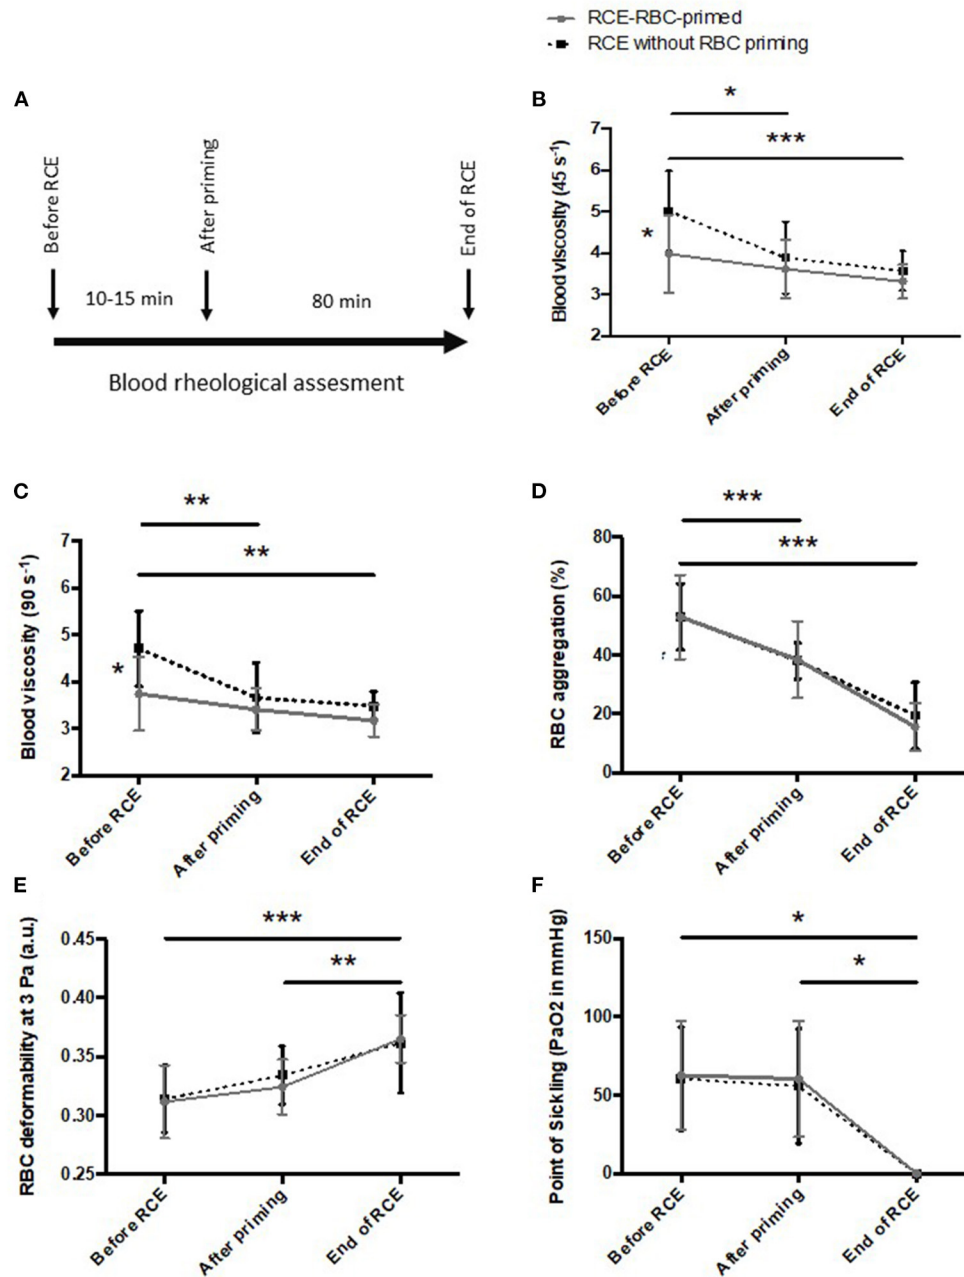 RCE-RBC-primed
RCE without RBC priming
A
Before RCE
After priming
End of RCE
10-15 min
80 min
Blood rheological assesment
B
*
***
*
Blood viscosity (45 s-1)
7
6
5
4
3
2
Before RCE
After priming
End of RCE
C
**
**
*
Blood viscosity (90 s-1)
7
6
5
4
3
2
Before RCE
After priming
End of RCE
D
***
***
RBC aggregation (%)
80
60
40
20
0
Before RCE
After priming
End of RCE
E
***
**
RBC deformability at 3 Pa (a.u.)
0.45
0.40
0.35
0.30
0.25
Before RCE
After priming
End of RCE
F
*
*
Point of Sickling (PaO2 in mmHg)
150
100
50
0
Before RCE
After priming
End of RCE